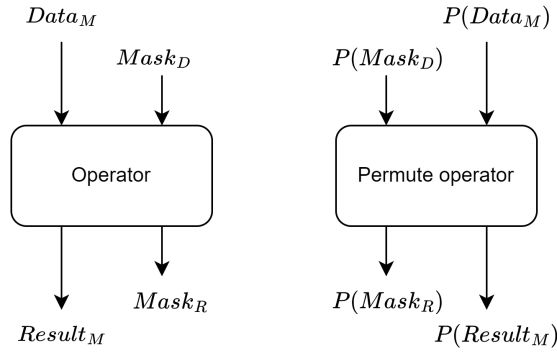 Data_M
P(Data_M)
Mask_D
P(Mask_D)
Operator
Permute operator
Mask_R
P(Mask_R)
Result_M
P(Result_M)